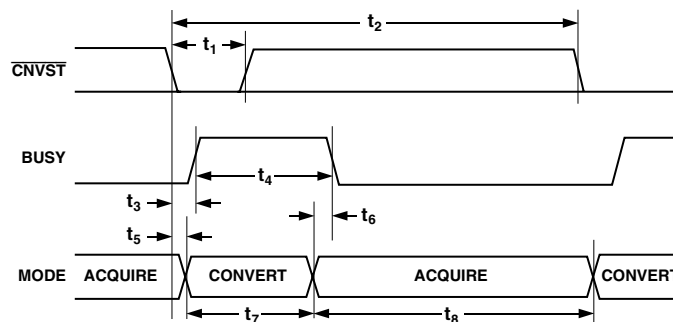 t2
t1
CNVST
BUSY
t4
t3
t6
t5
MODE ACQUIRE CONVERT ACQUIRE CONVERT
t7 t8